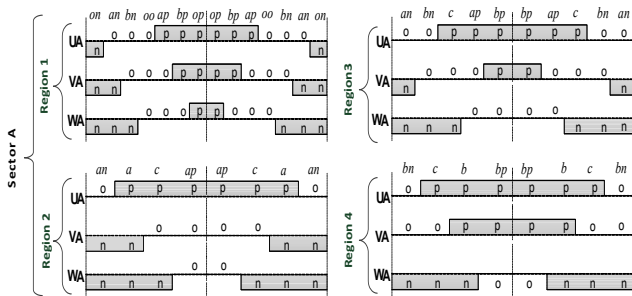 Sector A
Region 1
on an bn oo ap bp op op bp ap oo bn an on
UA n o o o p p p p p p o o o n
VA n n o o o p p p p o o o n n
WA n n n o o o p p o o o n n n
Region3
an bn c ap bp bp ap c bn an
UA o o p p p p p p o o
VA n o o o p p o o o n
WA n n n o o o o n n n
Region 2
an a c ap ap c a an
UA o p p p p p p o
VA n n o o o o n n
WA n n n o o n n n
Region 4
bn c b bp bp b c bn
UA o p p p p p p o
VA o o p p p p o o
WA n n n o o n n n